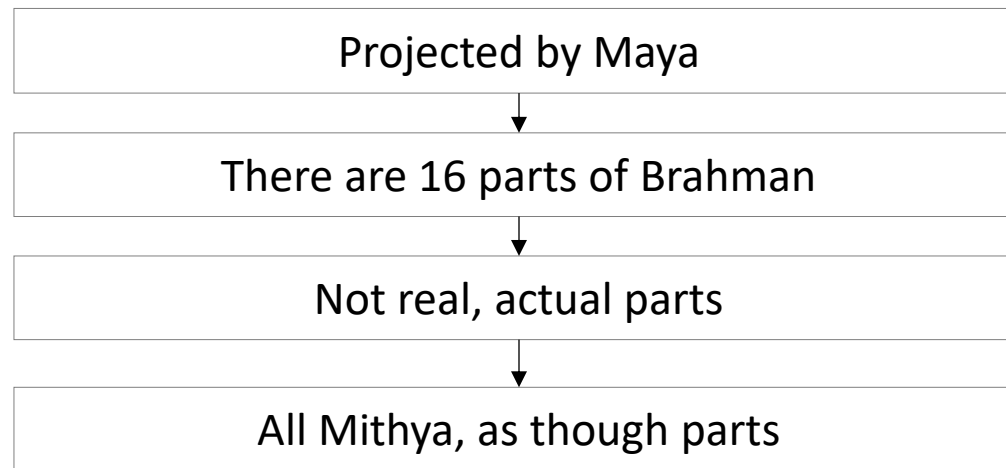 Projected by Maya
There are 16 parts of Brahman
Not real, actual parts
All Mithya, as though parts